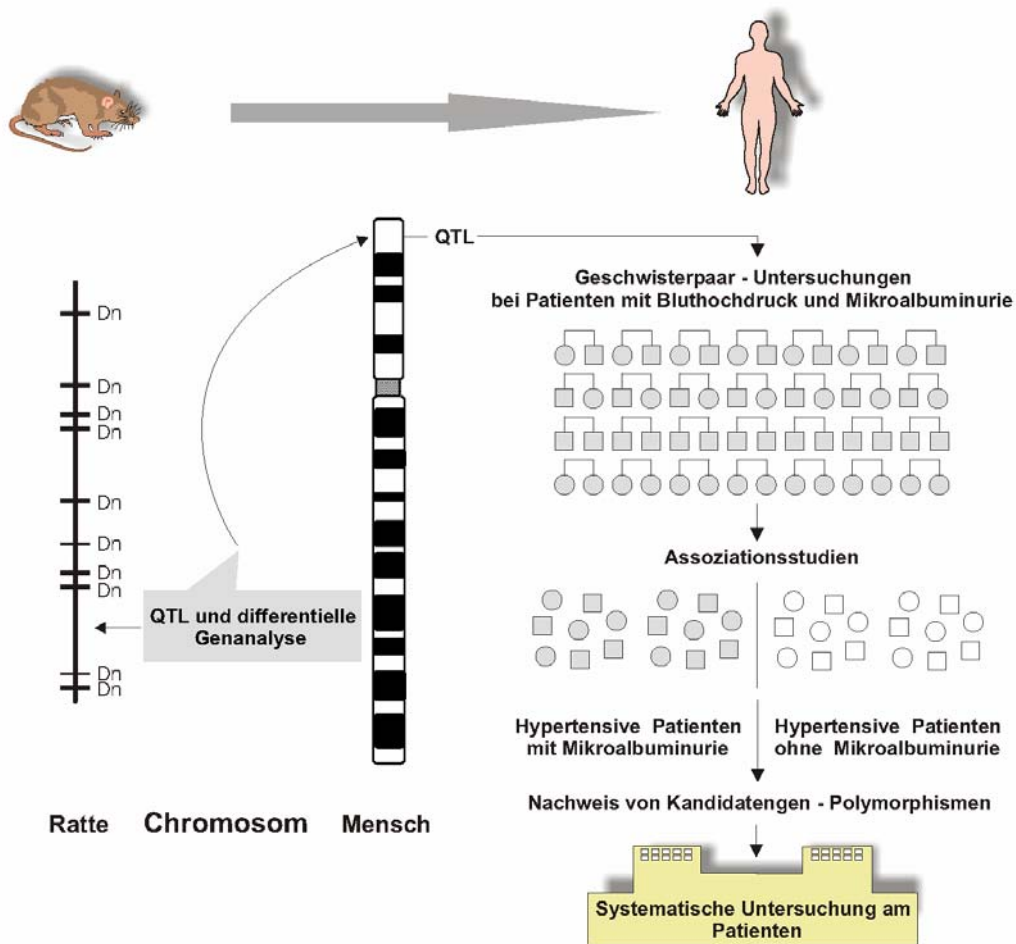 QTL
Geschwisterpaar - Untersuchungen
bei Patienten mit Bluthochdruck und Mikroalbuminurie
Dn
Dn
Dn
Dn
Dn
Dn
Dn
Dn
Dn
Dn
QTL und differentielle
Genanalyse
Assoziationsstudien
Hypertensive Patienten
mit Mikroalbuminurie
Hypertensive Patienten
ohne Mikroalbuminurie
Nachweis von Kandidatengen - Polymorphismen
Ratte Chromosom Mensch
Systematische Untersuchung am
Patienten